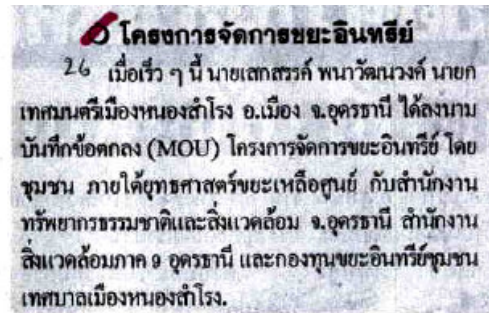 โครงการจัดการขยะอินทรีย์
26 เมื่อเร็ว ๆ นี้ นายเสกสรรค์ พนาวัฒนวงค์ นายก
เทศมนตรีเมืองหนองสำโรง อ.เมือง จ.อุดรธานี ได้ลงนาม
บันทึกข้อตกลง (MOU) โครงการจัดการขยะอินทรีย์ โดย
ชุมชน ภายใต้ยุทธศาสตร์ขยะเหลือศูนย์ กับสำนักงาน
ทรัพยากรธรรมชาติและสิ่งแวดล้อม จ.อุดรธานี สำนักงาน
สิ่งแวดล้อมภาค 9 อุดรธานี และกองทุนขยะอินทรีย์ชุมชน
เทศบาลเมืองหนองสำโรง.